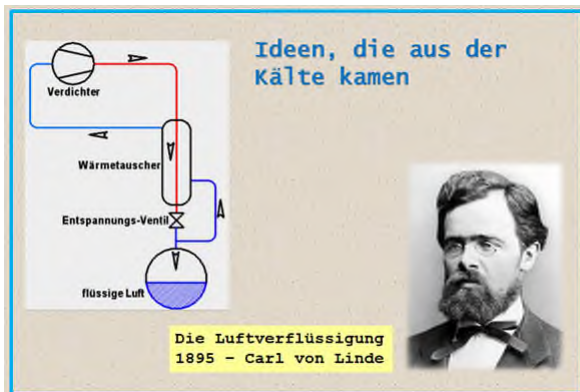 Ideen, die aus der
Kälte kamen
Verdichter
Wärmetauscher
Entspannungs-Ventil
flüssige Luft
Die Luftverflüssigung
1895 – Carl von Linde